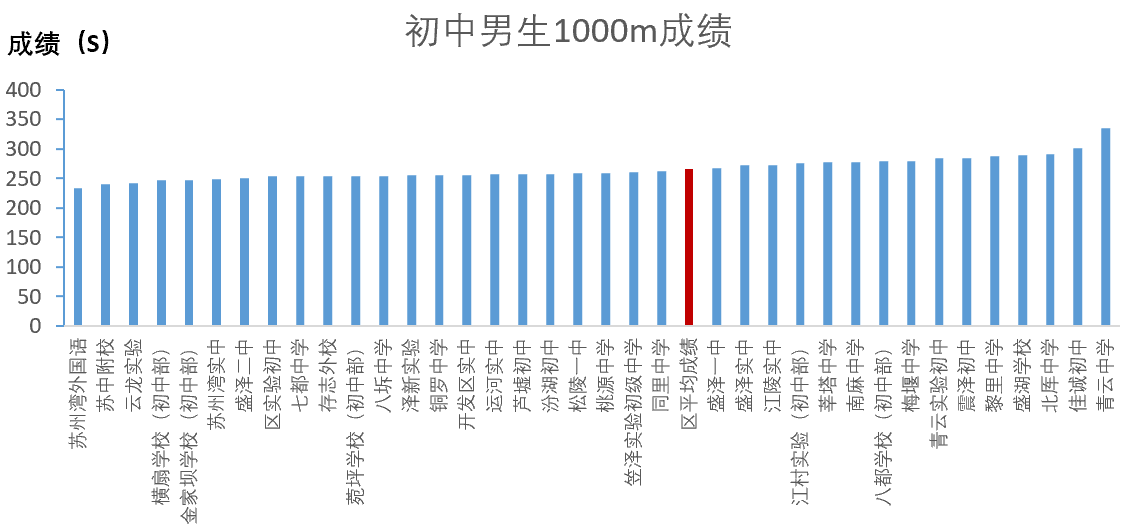 初中男生1000m成绩
成绩（S）
400
350
300
250
200
150
100
50
0
苏州湾外国语
苏中附校
云龙实验
横扇学校（初中部）
金家坝学校（初中部）
苏州湾实中
盛泽二中
区实验初中
七都中学
存志外校
菀坪学校（初中部）
八坼中学
泽新实验
铜罗中学
开发区实中
运河实中
芦墟初中
汾湖初中
松陵一中
桃源中学
笠泽实验初级中学
同里中学
区平均成绩
盛泽一中
盛泽实中
江陵实中
江村实验（初中部）
莘塔中学
南麻中学
八都学校（初中部）
梅堰中学
青云实验初中
震泽初中
黎里中学
盛湖学校
北厍中学
佳诚初中
青云中学